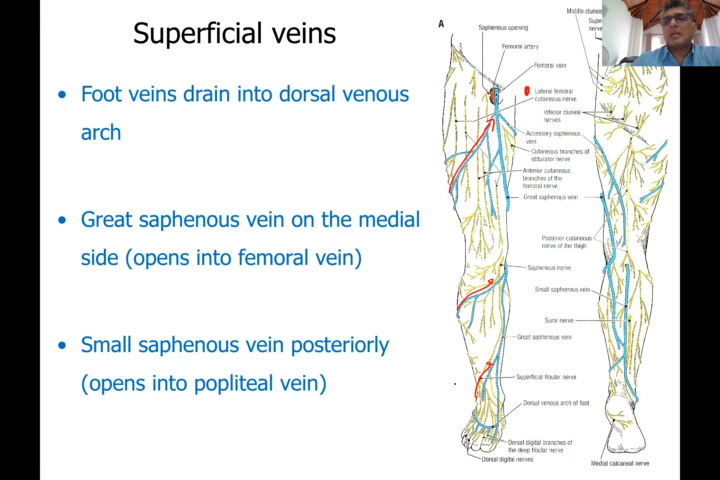 Superficial veins
• Foot veins drain into dorsal venous
arch
• Great saphenous vein on the medial
side (opens into femoral vein)
• Small saphenous vein posteriorly
(opens into popliteal vein)
A
Saphenous opening
Femoral artery
Femoral vein
Lateral femoral
cutaneous nerve
Accessory saphenous
vein
Cutaneous branches of
obturator nerve
Anterior cutaneous
branches of the
femoral nerve
Great saphenous vein
Saphenous nerve
Great saphenous vein
Superficial fibular nerve
Dorsal venous arch of foot
Dorsal digital branches of
the deep fibular nerve
Dorsal digital nerves
Middle
nerve
Inferior cluneal
nerves
Posterior cutaneous
nerve of the thigh
Small saphenous vein
Sural nerve
Medial calcaneal nerve